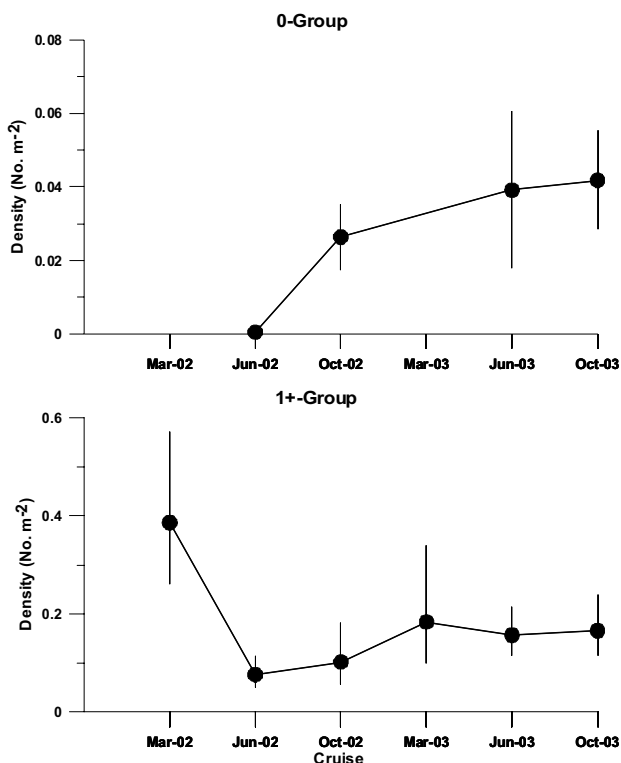 0-Group
0.08
0.06
0.04
0.02
0
Density (No. m-2)
Mar-02 Jun-02 Oct-02 Mar-03 Jun-03 Oct-03
1+-Group
0.6
0.4
0.2
0
Density (No. m-2)
Mar-02 Jun-02 Oct-02 Mar-03 Jun-03 Oct-03
Cruise